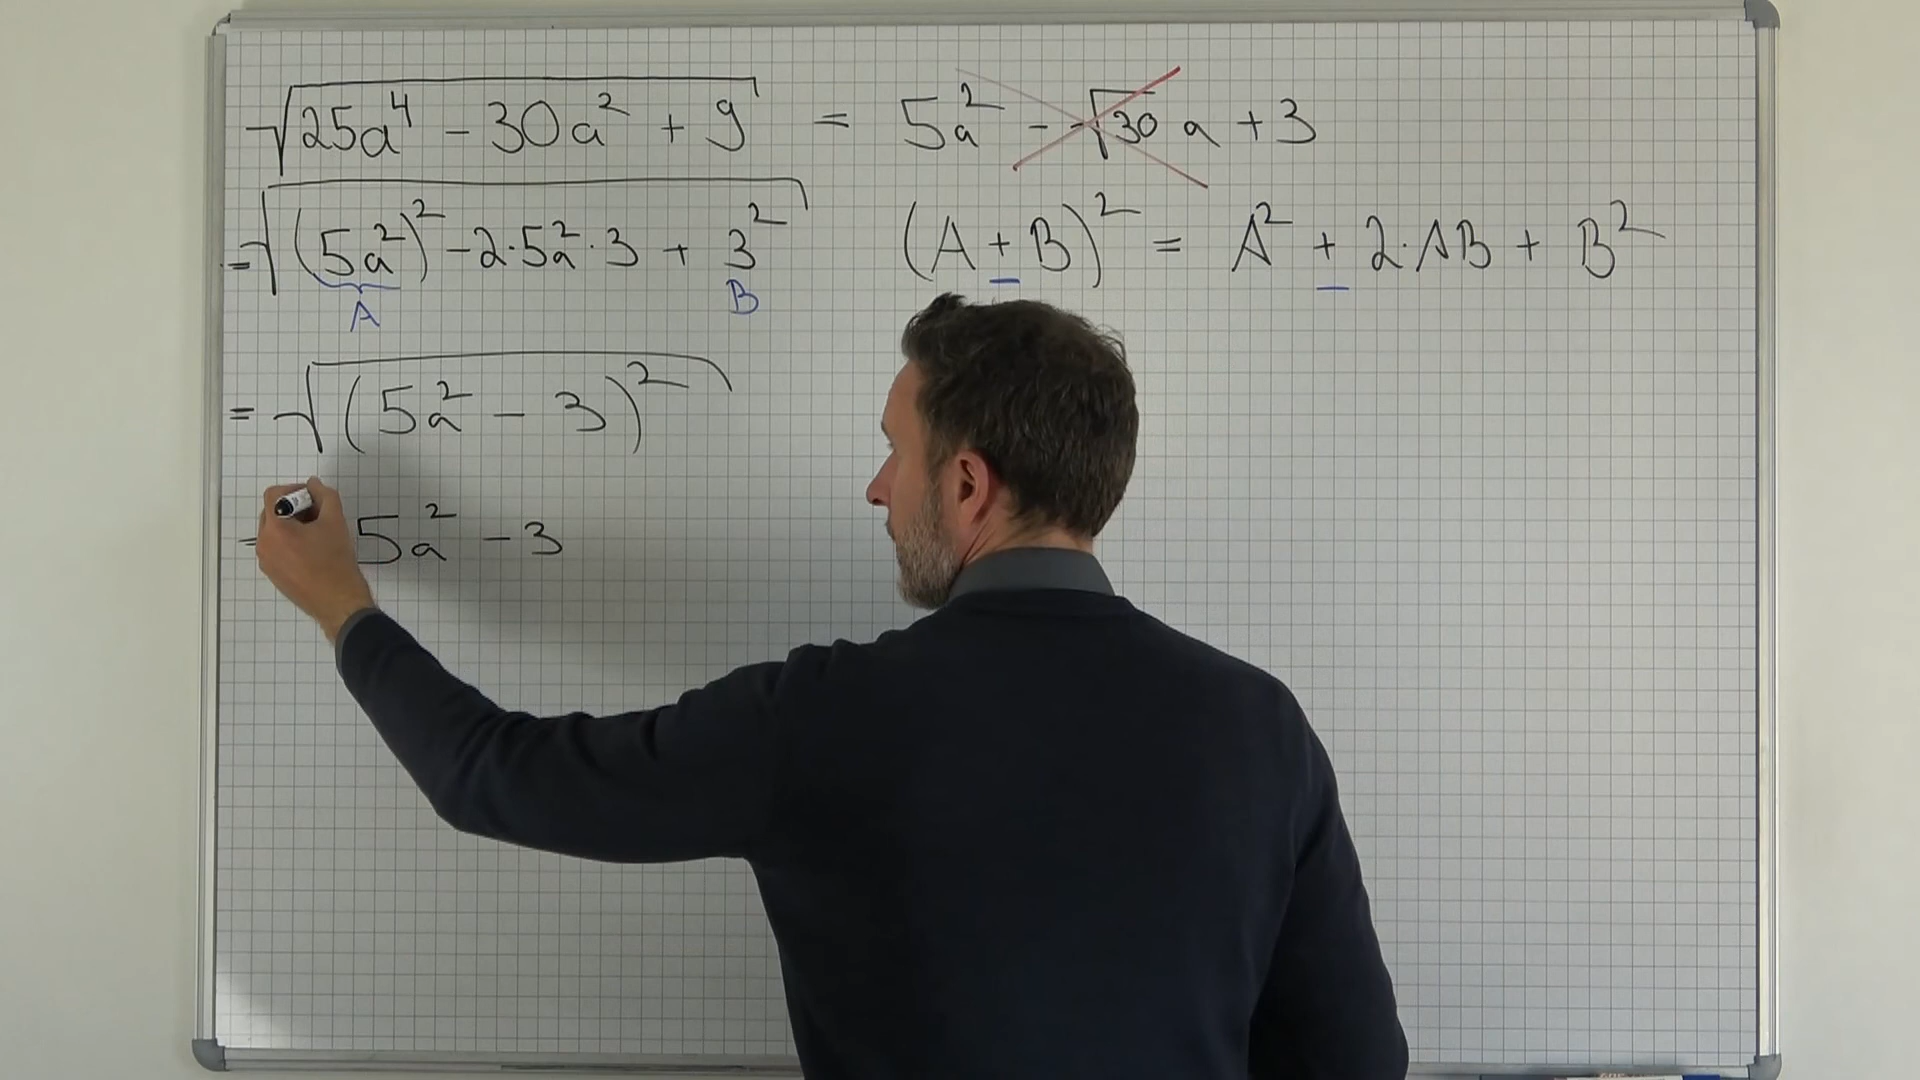 √(25a⁴ - 30a² + 9) = 5a² - √30 a + 3
= √((5a²)² - 2·5a²·3 + 3²) (A + B)² = A² + 2·AB + B²
A B
= √((5a² - 3)²)
= 5a² - 3